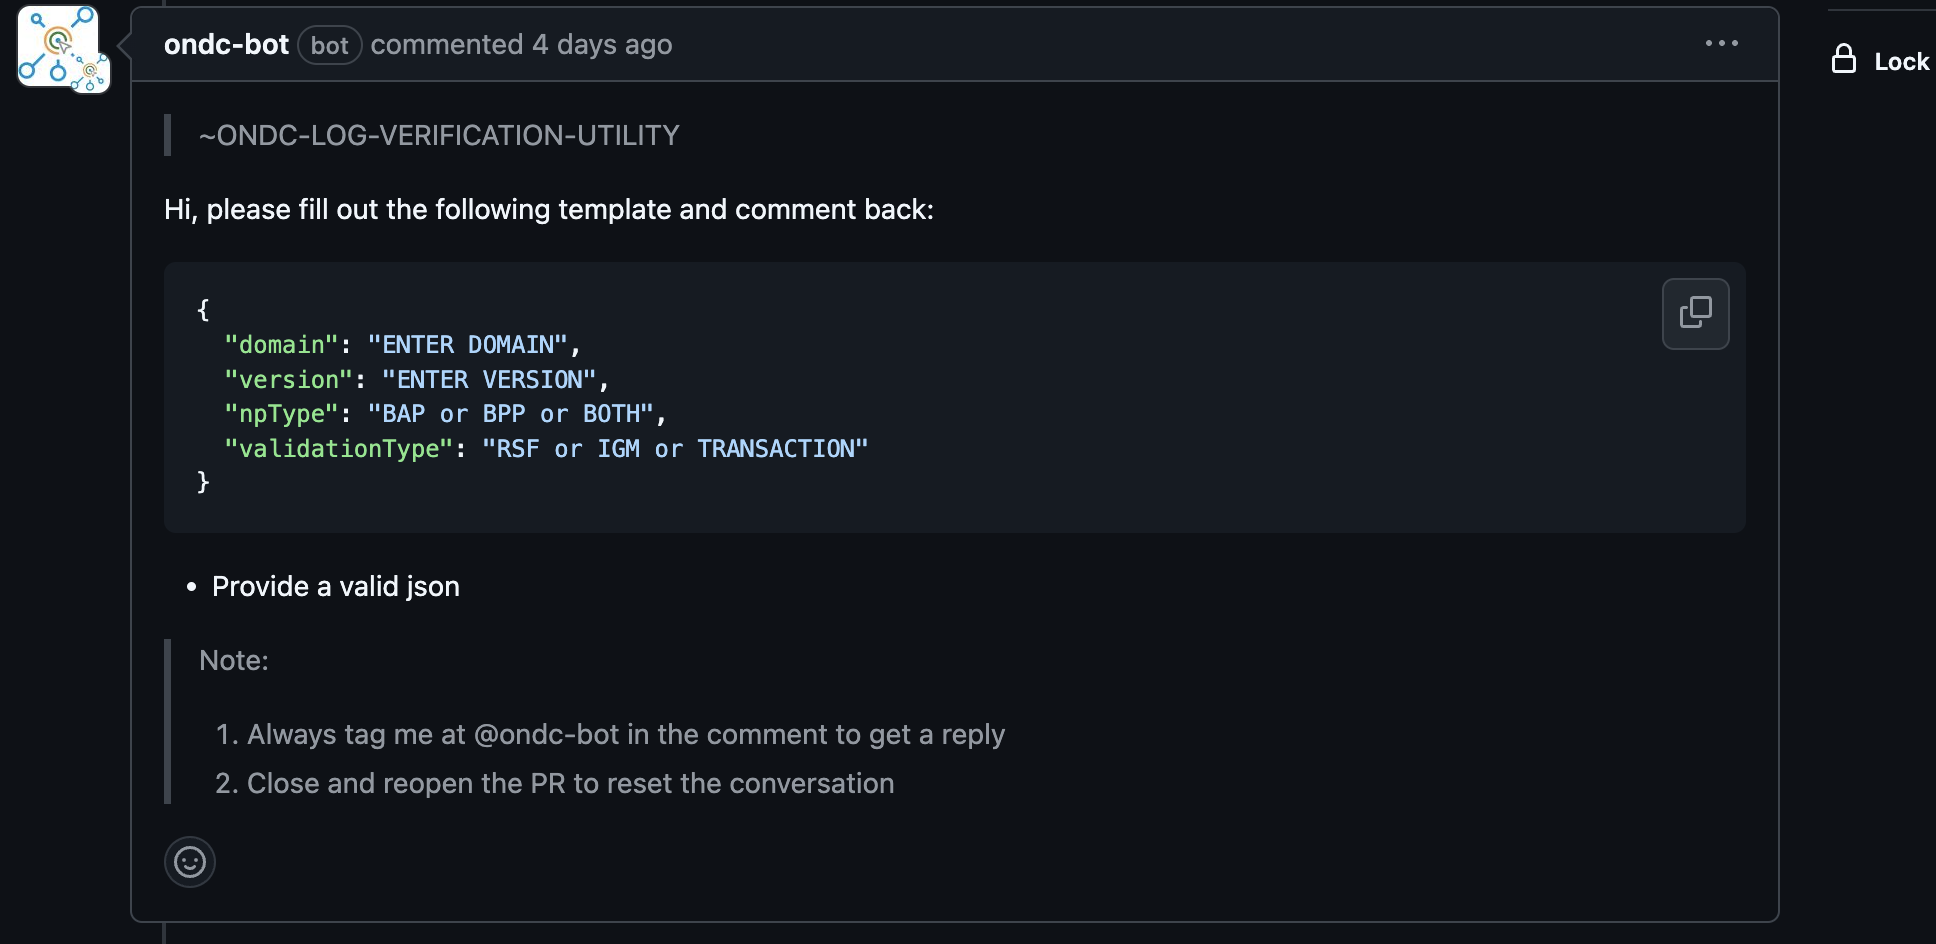 ondc-bot bot commented 4 days ago
Lock
~ONDC-LOG-VERIFICATION-UTILITY
Hi, please fill out the following template and comment back:
{
  "domain": "ENTER DOMAIN",
  "version": "ENTER VERSION",
  "npType": "BAP or BPP or BOTH",
  "validationType": "RSF or IGM or TRANSACTION"
}
• Provide a valid json
Note:
1. Always tag me at @ondc-bot in the comment to get a reply
2. Close and reopen the PR to reset the conversation